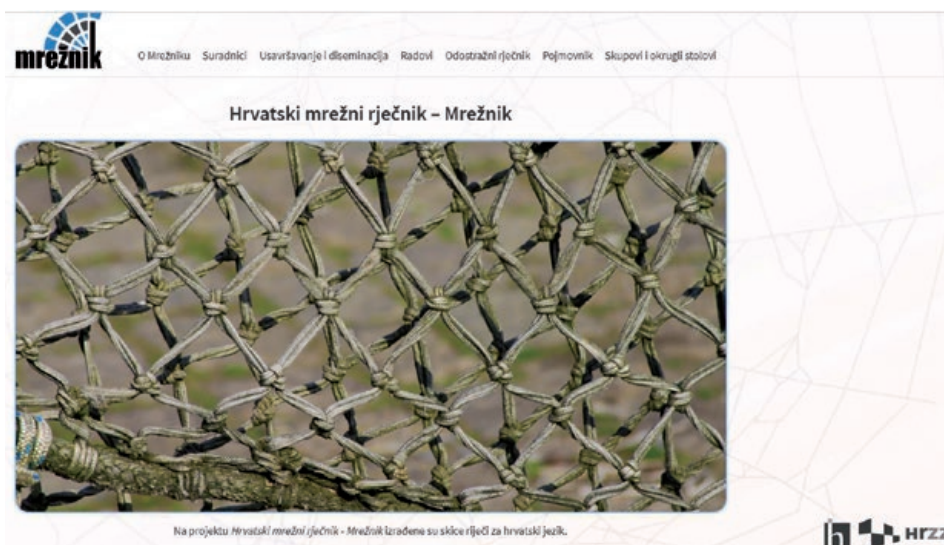 mrežnik
O Mrežniku Suradnici Usavršavanje i diseminacija Radovi Odostražni rječnik Pojmovnik Skupovi i okrugli stolovi
Hrvatski mrežni rječnik – Mrežnik
Na projektu Hrvatski mrežni rječnik - Mrežnik izrađene su skice riječi za hrvatski jezik.
HRZZ